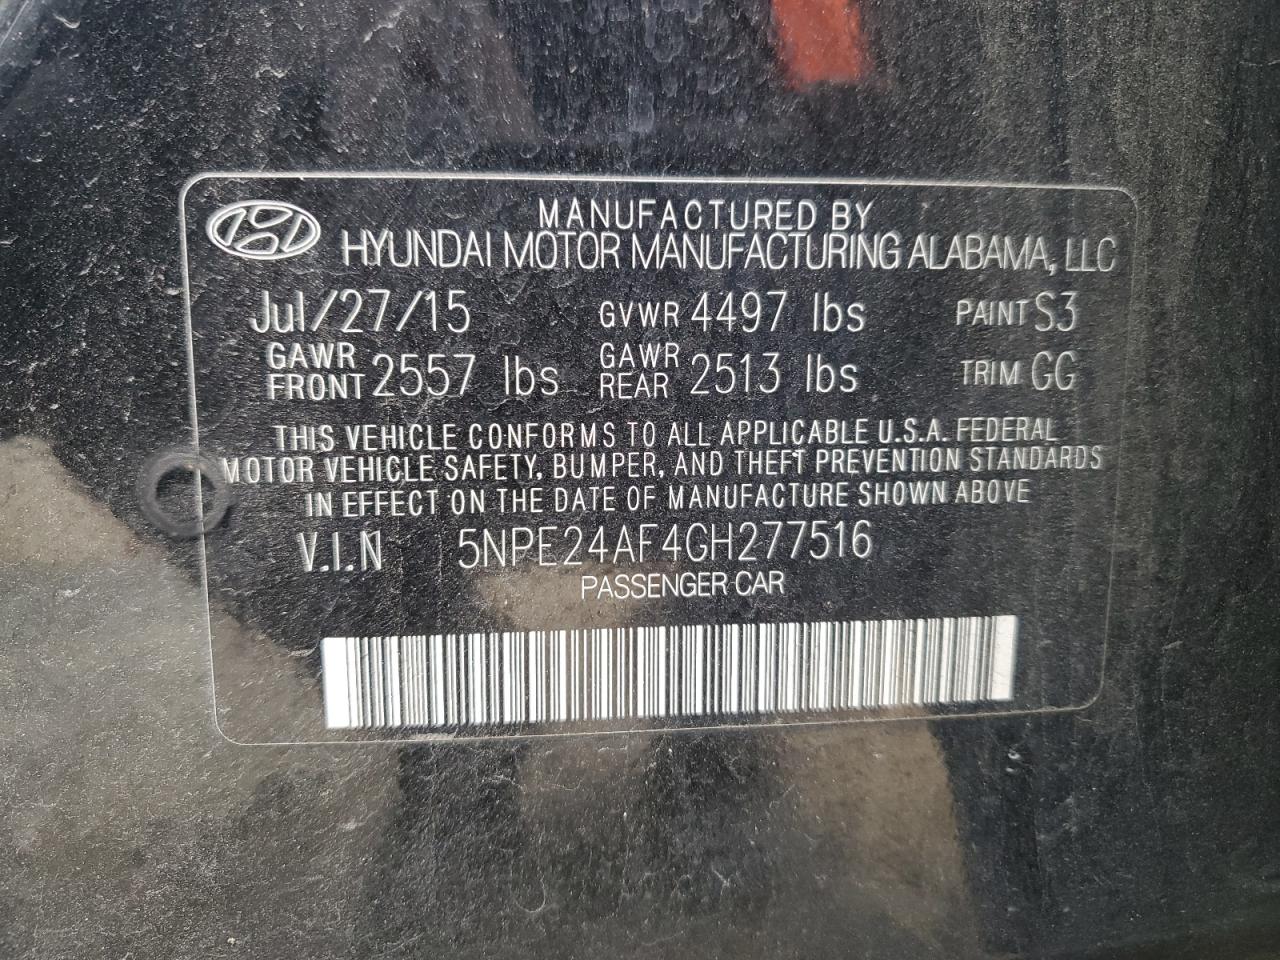 MANUFACTURED BY
HYUNDAI MOTOR MANUFACTURING ALABAMA, LLC
Jul/27/15 GVWR 4497 lbs PAINT S3
GAWR FRONT 2557 lbs GAWR REAR 2513 lbs TRIM GG
THIS VEHICLE CONFORMS TO ALL APPLICABLE U.S.A. FEDERAL
MOTOR VEHICLE SAFETY, BUMPER, AND THEFT PREVENTION STANDARDS
IN EFFECT ON THE DATE OF MANUFACTURE SHOWN ABOVE
V.I.N 5NPE24AF4GH277516
PASSENGER CAR